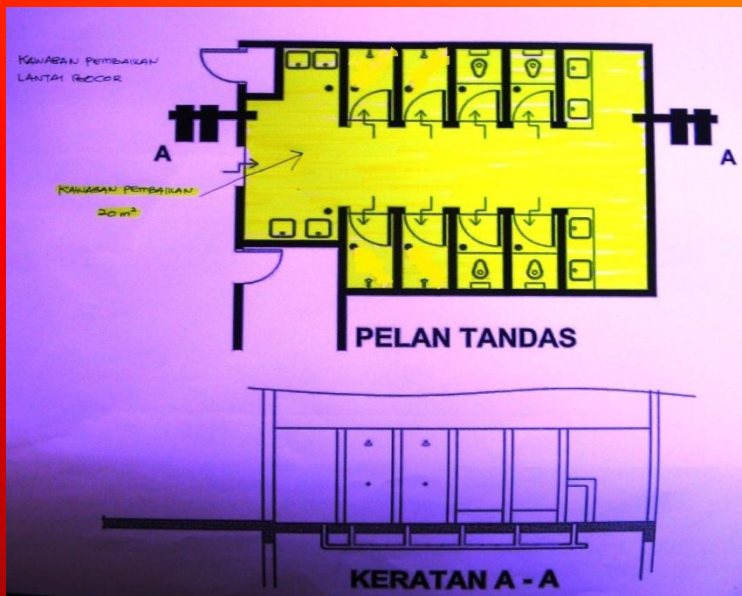 KAWASAN PEMBAIKAN
LANTAI BOCOR
A
A
KAWASAN PEMBAIKAN
20 m²
PELAN TANDAS
KERATAN A - A